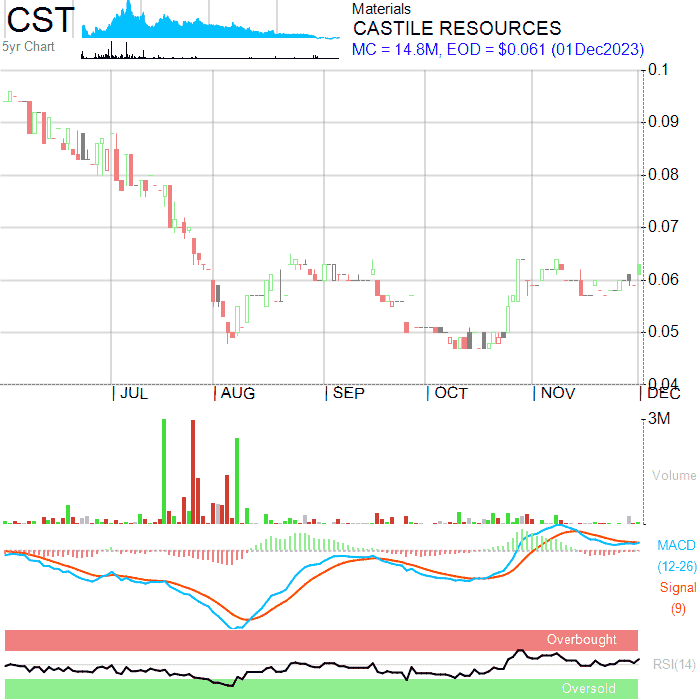 CST
5yr Chart
Materials
CASTILE RESOURCES
MC = 14.8M, EOD = $0.061 (01Dec2023)
0.1
0.09
0.08
0.07
0.06
0.05
0.04
JUL AUG SEP OCT NOV DEC
3M
Volume
MACD
(12-26)
Signal
(9)
Overbought
RSI(14)
Oversold